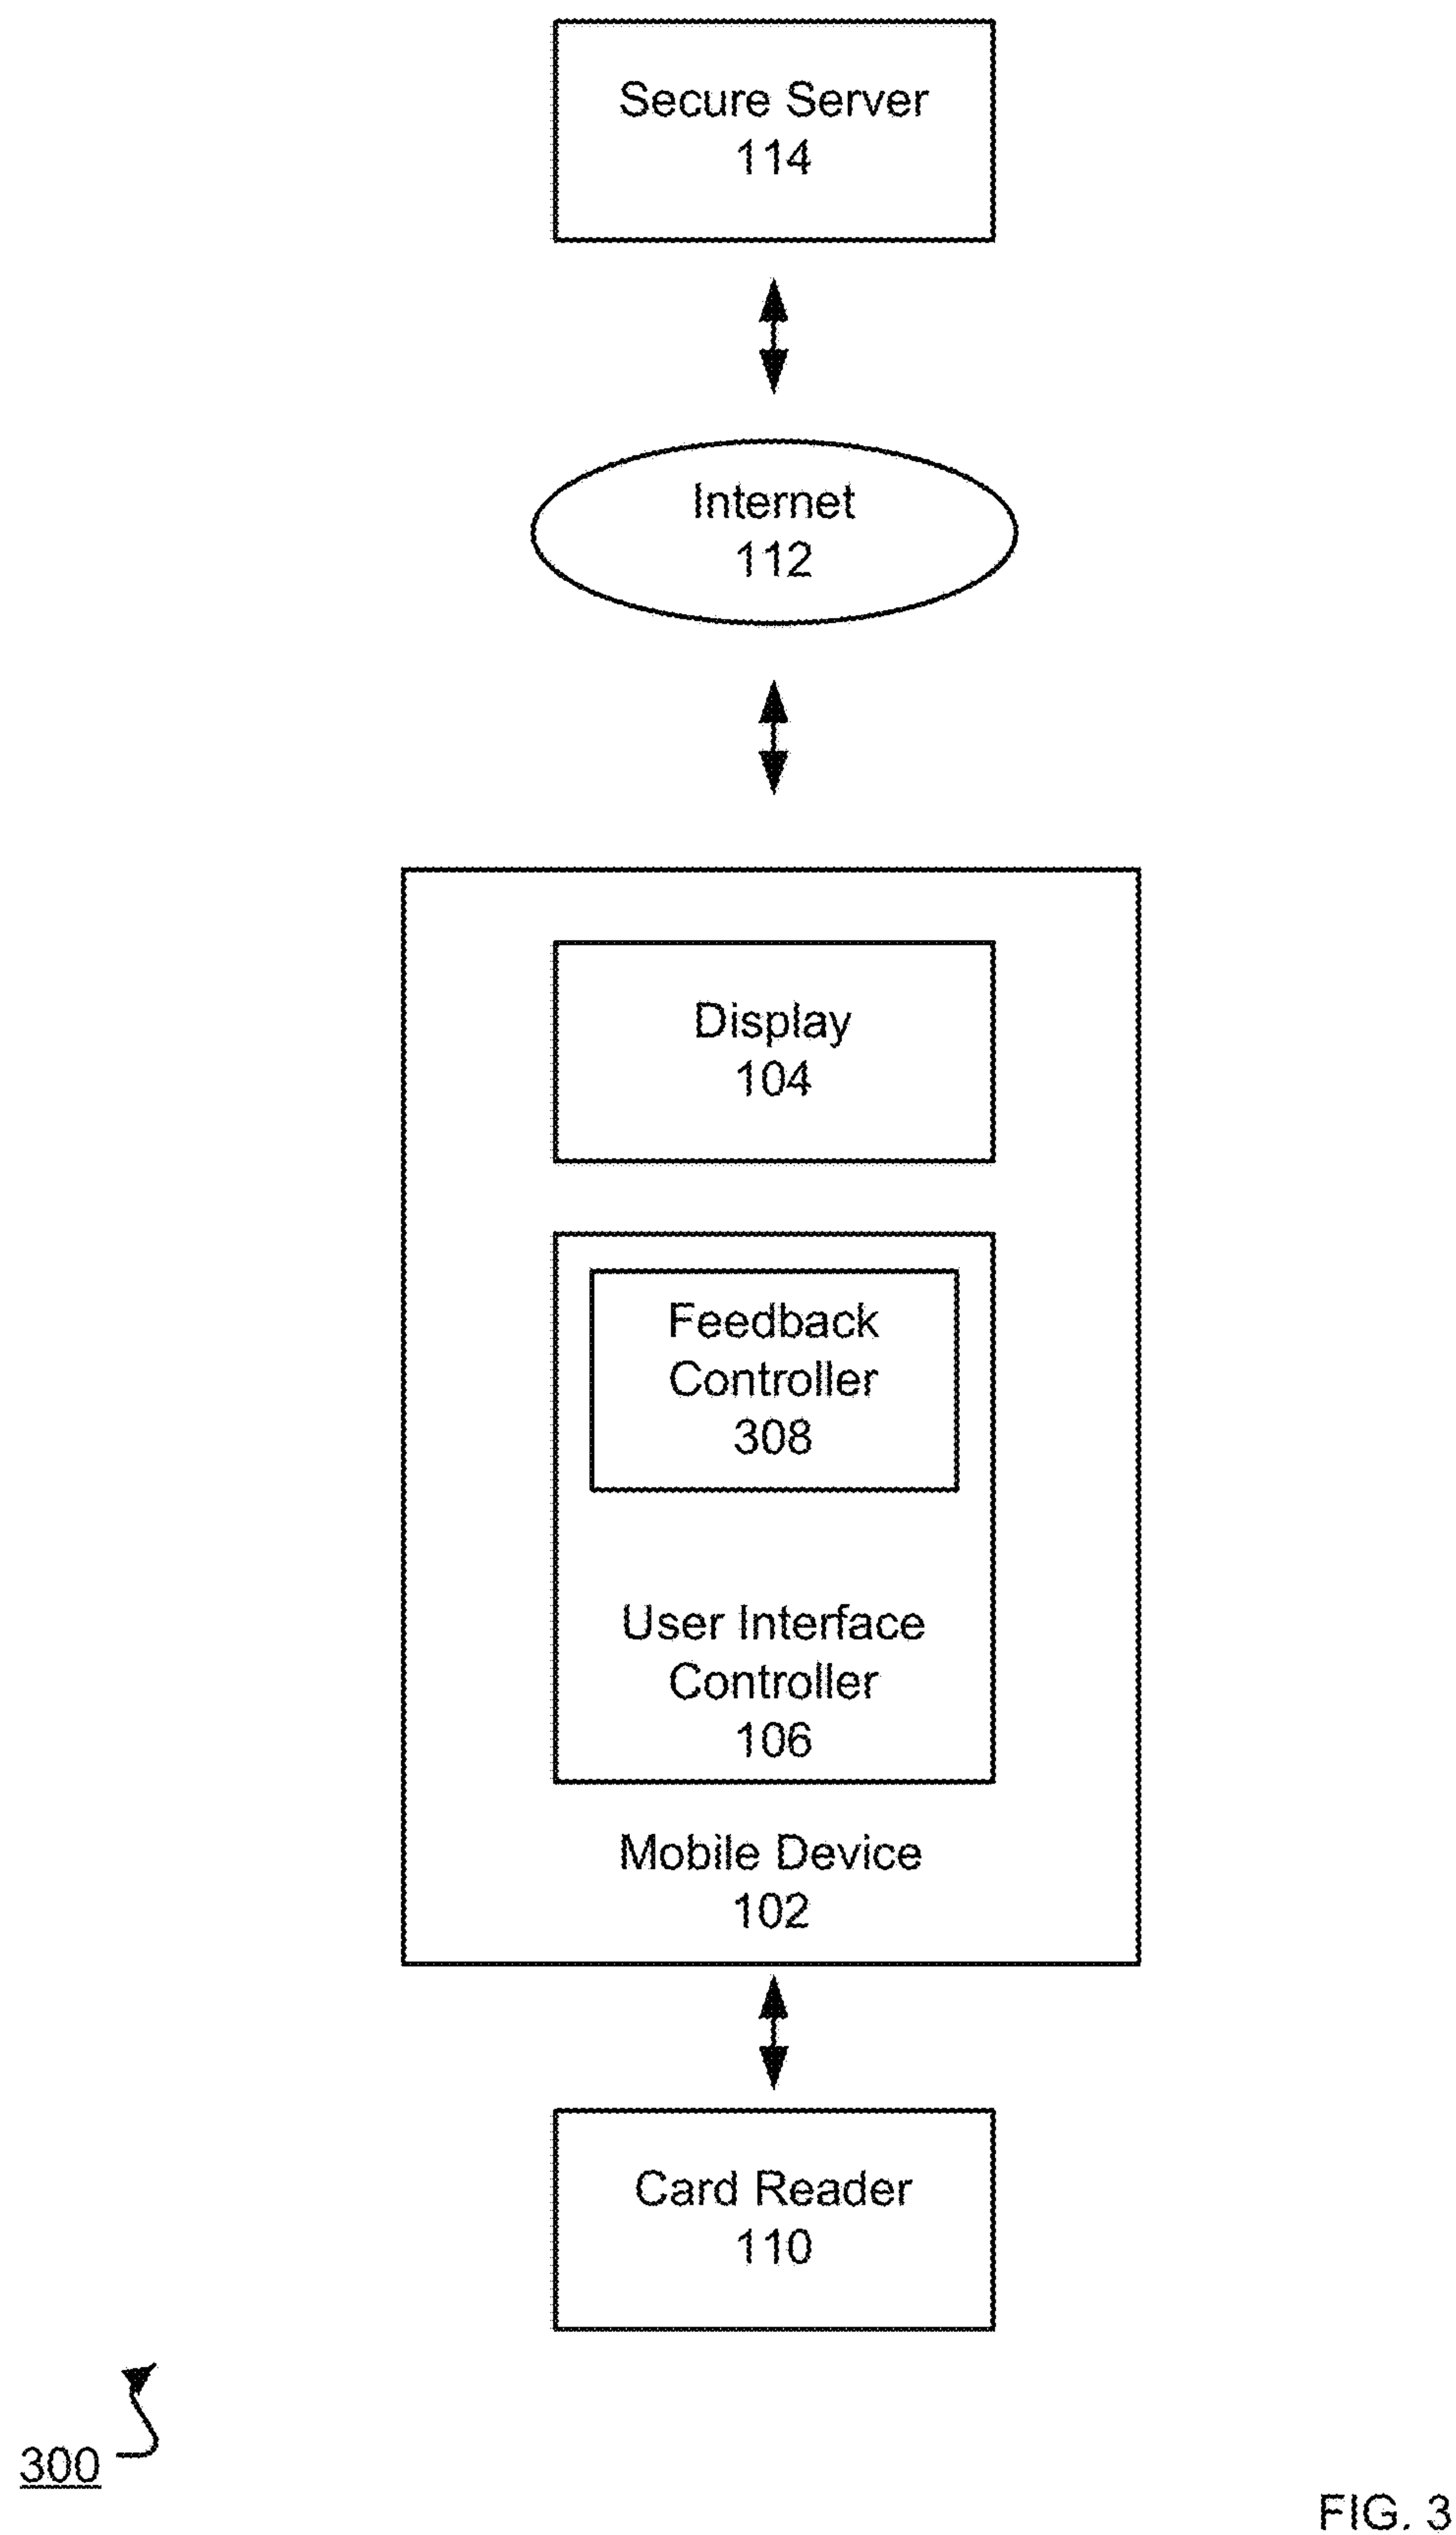 Secure Server
114
Internet
112
Display
104
Feedback
Controller
308
User Interface
Controller
106
Mobile Device
102
Card Reader
110
300
FIG. 3